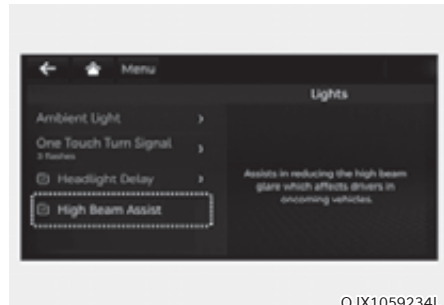 Menu
Lights
Ambient Light
One Touch Turn Signal
3 flashes
Headlight Delay
High Beam Assist
Assists in reducing the high beam
glare which affects drivers in
oncoming vehicles.
OJX1059234L